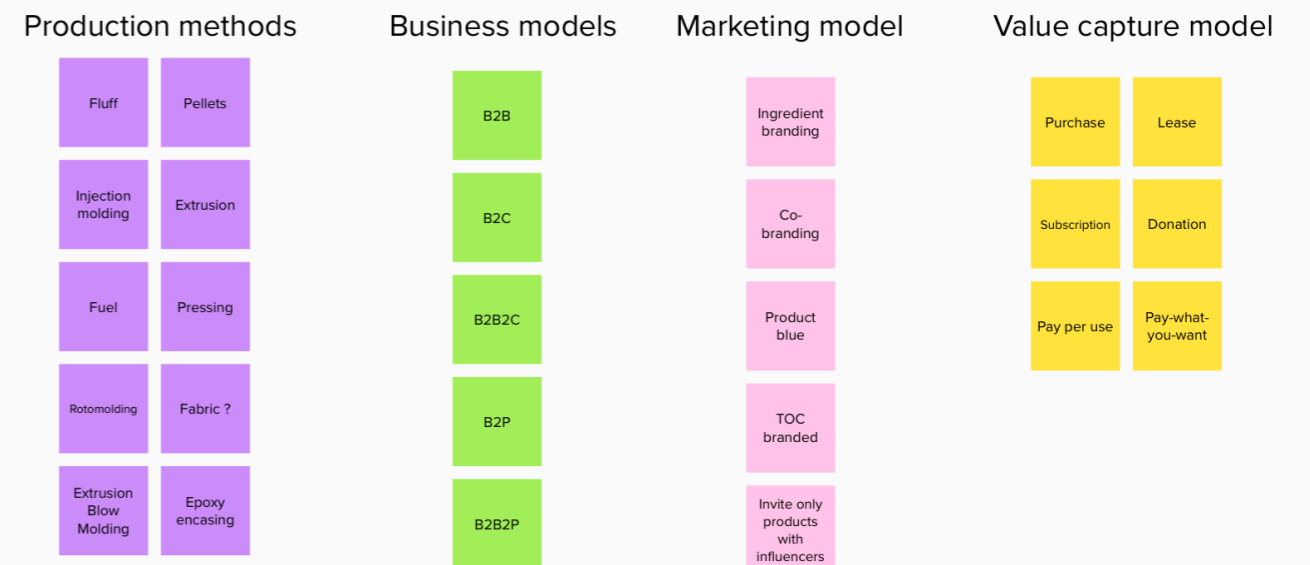 Production methods
Business models
Marketing model
Value capture model
Fluff
Pellets
Injection
molding
Extrusion
Fuel
Pressing
Rotomolding
Fabric ?
Extrusion
Blow
Molding
Epoxy
encasing
B2B
B2C
B2B2C
B2P
B2B2P
Ingredient
branding
Co-
branding
Product
blue
TOC
branded
Invite only
products
with
influencers
Purchase
Lease
Subscription
Donation
Pay per use
Pay-what-
you-want